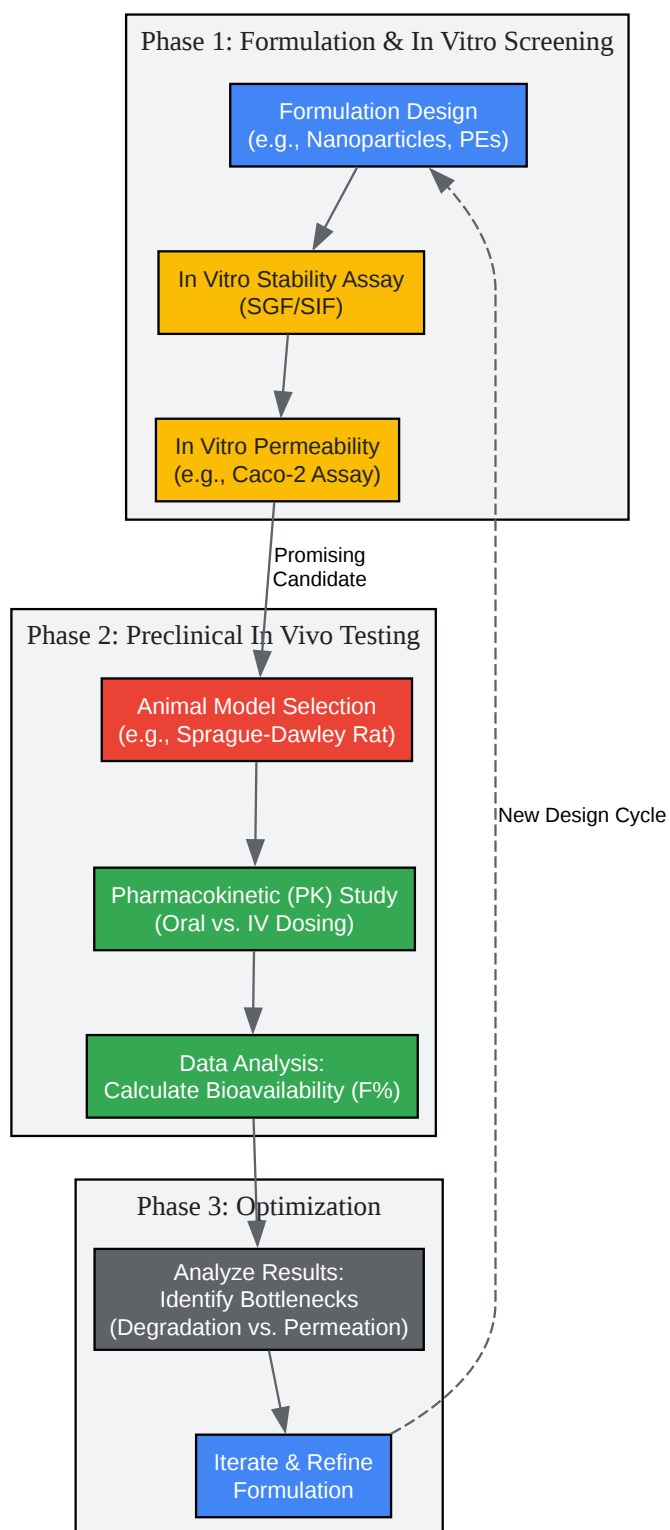 Phase 1: Formulation & In Vitro Screening
Formulation Design
(e.g., Nanoparticles, PEs)
In Vitro Stability Assay
(SGF/SIF)
In Vitro Permeability
(e.g., Caco-2 Assay)
Promising
Candidate
Phase 2: Preclinical In Vivo Testing
Animal Model Selection
(e.g., Sprague-Dawley Rat)
New Design Cycle
Pharmacokinetic (PK) Study
(Oral vs. IV Dosing)
Data Analysis:
Calculate Bioavailability (F%)
Phase 3: Optimization
Analyze Results:
Identify Bottlenecks
(Degradation vs. Permeation)
Iterate & Refine
Formulation